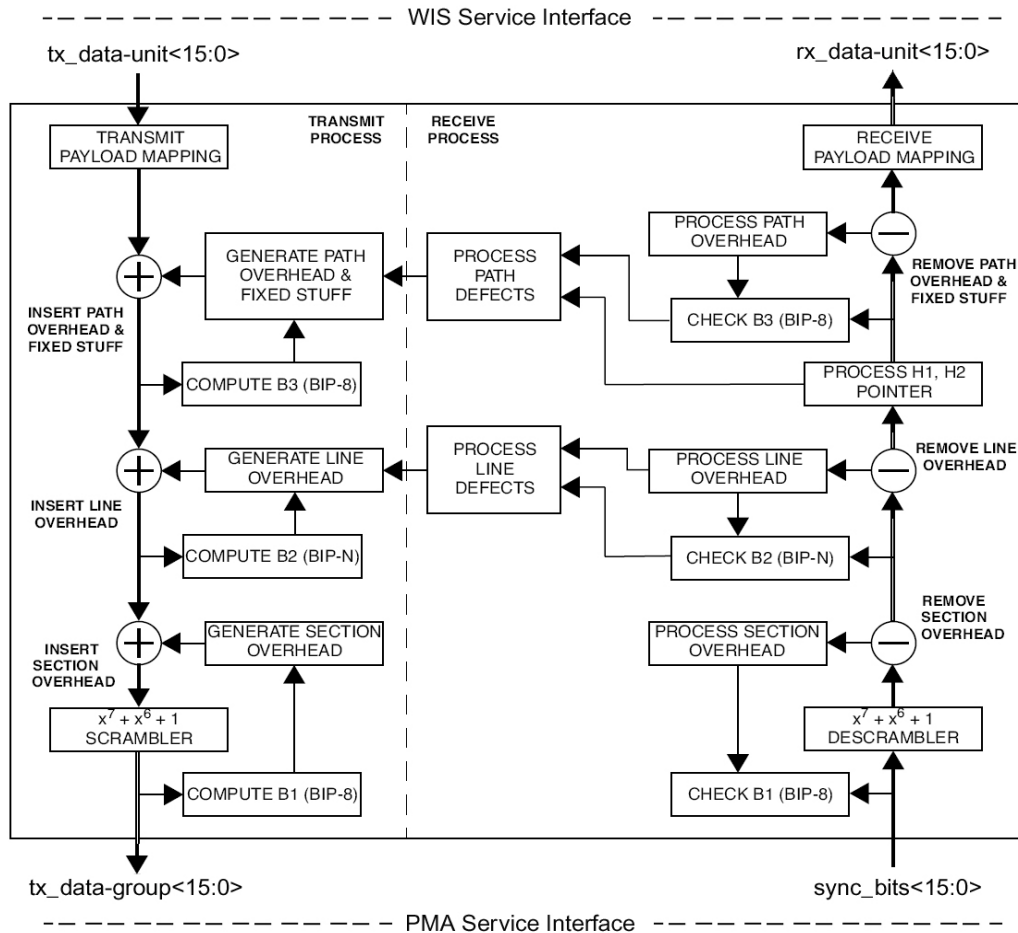 WIS Service Interface
tx_data-unit<15:0>
rx_data-unit<15:0>
TRANSMIT
PROCESS
RECEIVE
PROCESS
TRANSMIT
PAYLOAD MAPPING
RECEIVE
PAYLOAD MAPPING
GENERATE PATH
OVERHEAD &
FIXED STUFF
PROCESS
PATH
DEFECTS
PROCESS PATH
OVERHEAD
REMOVE PATH
OVERHEAD &
FIXED STUFF
INSERT PATH
OVERHEAD &
FIXED STUFF
CHECK B3 (BIP-8)
COMPUTE B3 (BIP-8)
PROCESS H1, H2
POINTER
GENERATE LINE
OVERHEAD
PROCESS
LINE
DEFECTS
PROCESS LINE
OVERHEAD
REMOVE LINE
OVERHEAD
INSERT LINE
OVERHEAD
COMPUTE B2 (BIP-N)
CHECK B2 (BIP-N)
REMOVE
SECTION
OVERHEAD
GENERATE SECTION
OVERHEAD
PROCESS SECTION
OVERHEAD
INSERT
SECTION
OVERHEAD
x⁷ + x⁶ + 1
SCRAMBLER
x⁷ + x⁶ + 1
DESCRAMBLER
COMPUTE B1 (BIP-8)
CHECK B1 (BIP-8)
tx_data-group<15:0>
sync_bits<15:0>
PMA Service Interface